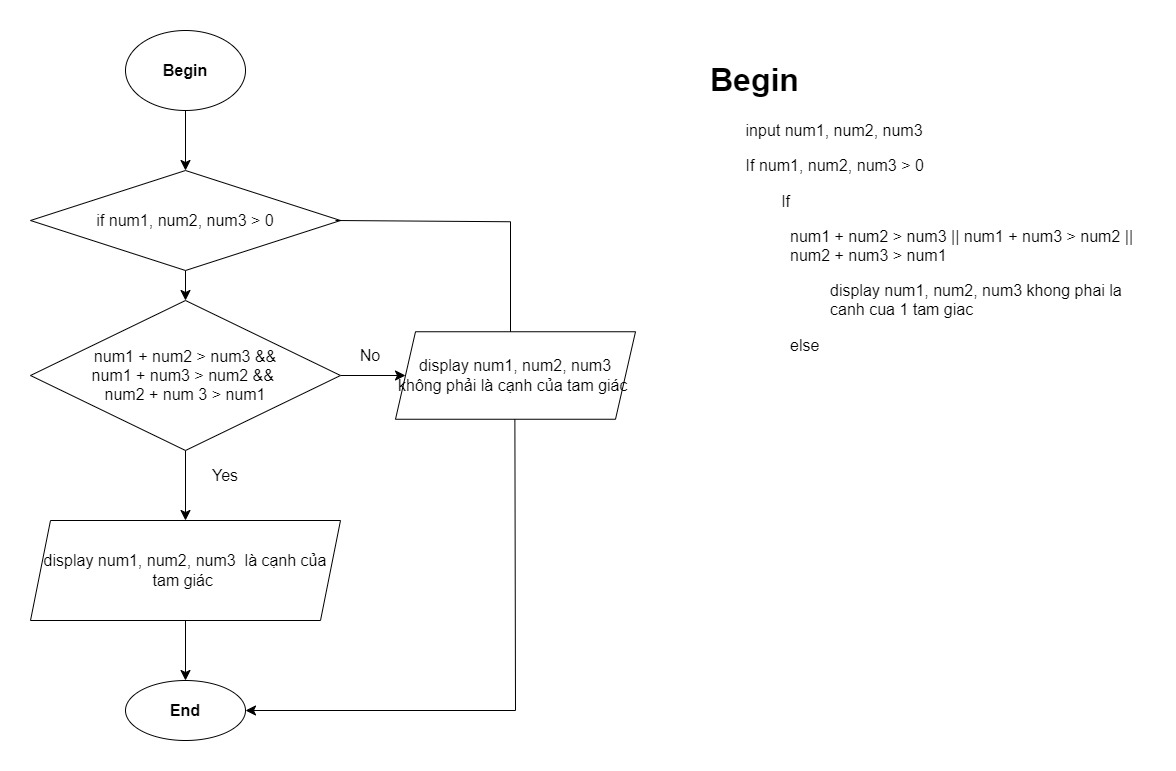 Begin
if num1, num2, num3 > 0
num1 + num2 > num3 &&
num1 + num3 > num2 &&
num2 + num 3 > num1
No
display num1, num2, num3
không phải là cạnh của tam giác
Yes
display num1, num2, num3 là cạnh của
tam giác
End
Begin
input num1, num2, num3
If num1, num2, num3 > 0
If
num1 + num2 > num3 || num1 + num3 > num2 ||
num2 + num3 > num1
display num1, num2, num3 khong phai la
canh cua 1 tam giac
else